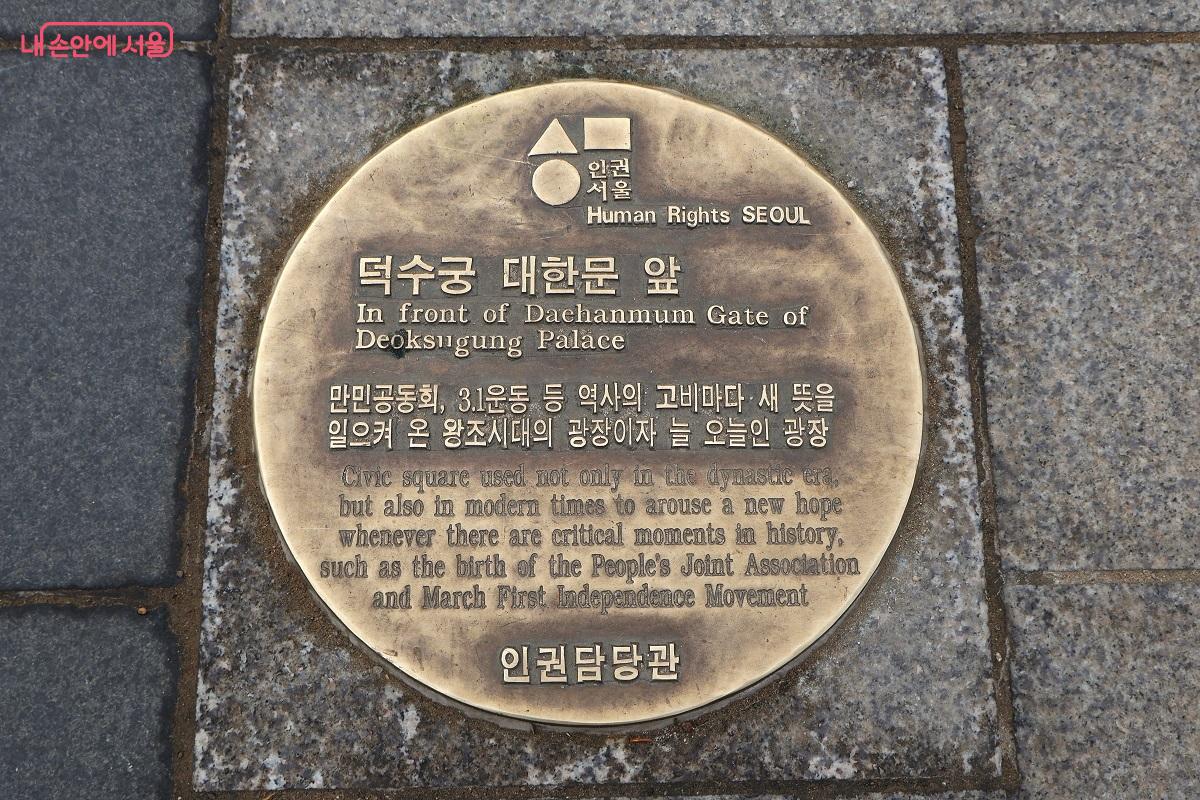 내 손안에 서울
인권
서울
Human Rights SEOUL
덕수궁 대한문 앞
In front of Daehanmum Gate of
Deoksugung Palace
만민공동회, 3.1운동 등 역사의 고비마다 새 뜻을
일으켜 온 왕조시대의 광장이자 늘 오늘인 광장
Civic square used not only in the dynastic era,
but also in modern times to arouse a new hope
whenever there are critical moments in history,
such as the birth of the People's Joint Association
and March First Independence Movement
인권담당관